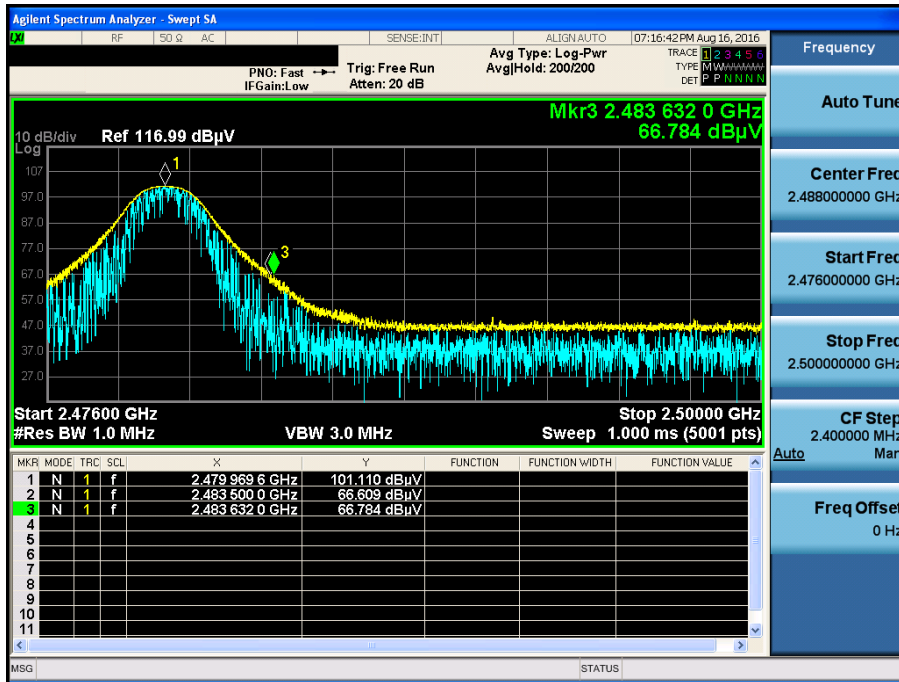 Agilent Spectrum Analyzer - Swept SA
LXI RF 50 Ω AC SENSE:INT ALIGN AUTO 07:16:42 PM Aug 16, 2016
PNO: Fast IFGain:Low
Trig: Free Run
Atten: 20 dB
Avg Type: Log-Pwr
Avg|Hold: 200/200
TRACE 1 2 3 4 5 6
TYPE M
DET P P N N N N
Mkr3 2.483 632 0 GHz
66.784 dBµV
10 dB/div Ref 116.99 dBµV
Log
107
97.0
87.0
77.0
67.0
57.0
47.0
37.0
27.0
1
3
Start 2.47600 GHz Stop 2.50000 GHz
#Res BW 1.0 MHz VBW 3.0 MHz Sweep 1.000 ms (5001 pts)
MKR MODE TRC SCL X Y FUNCTION FUNCTION WIDTH FUNCTION VALUE
1 N 1 f 2.479 969 6 GHz 101.110 dBµV
2 N 1 f 2.483 500 0 GHz 66.609 dBµV
3 N 1 f 2.483 632 0 GHz 66.784 dBµV
4
5
6
7
8
9
10
11
MSG STATUS
Frequency
Auto Tune
Center Freq
2.488000000 GHz
Start Freq
2.476000000 GHz
Stop Freq
2.500000000 GHz
CF Step
2.400000 MHz
Auto Man
Freq Offset
0 Hz